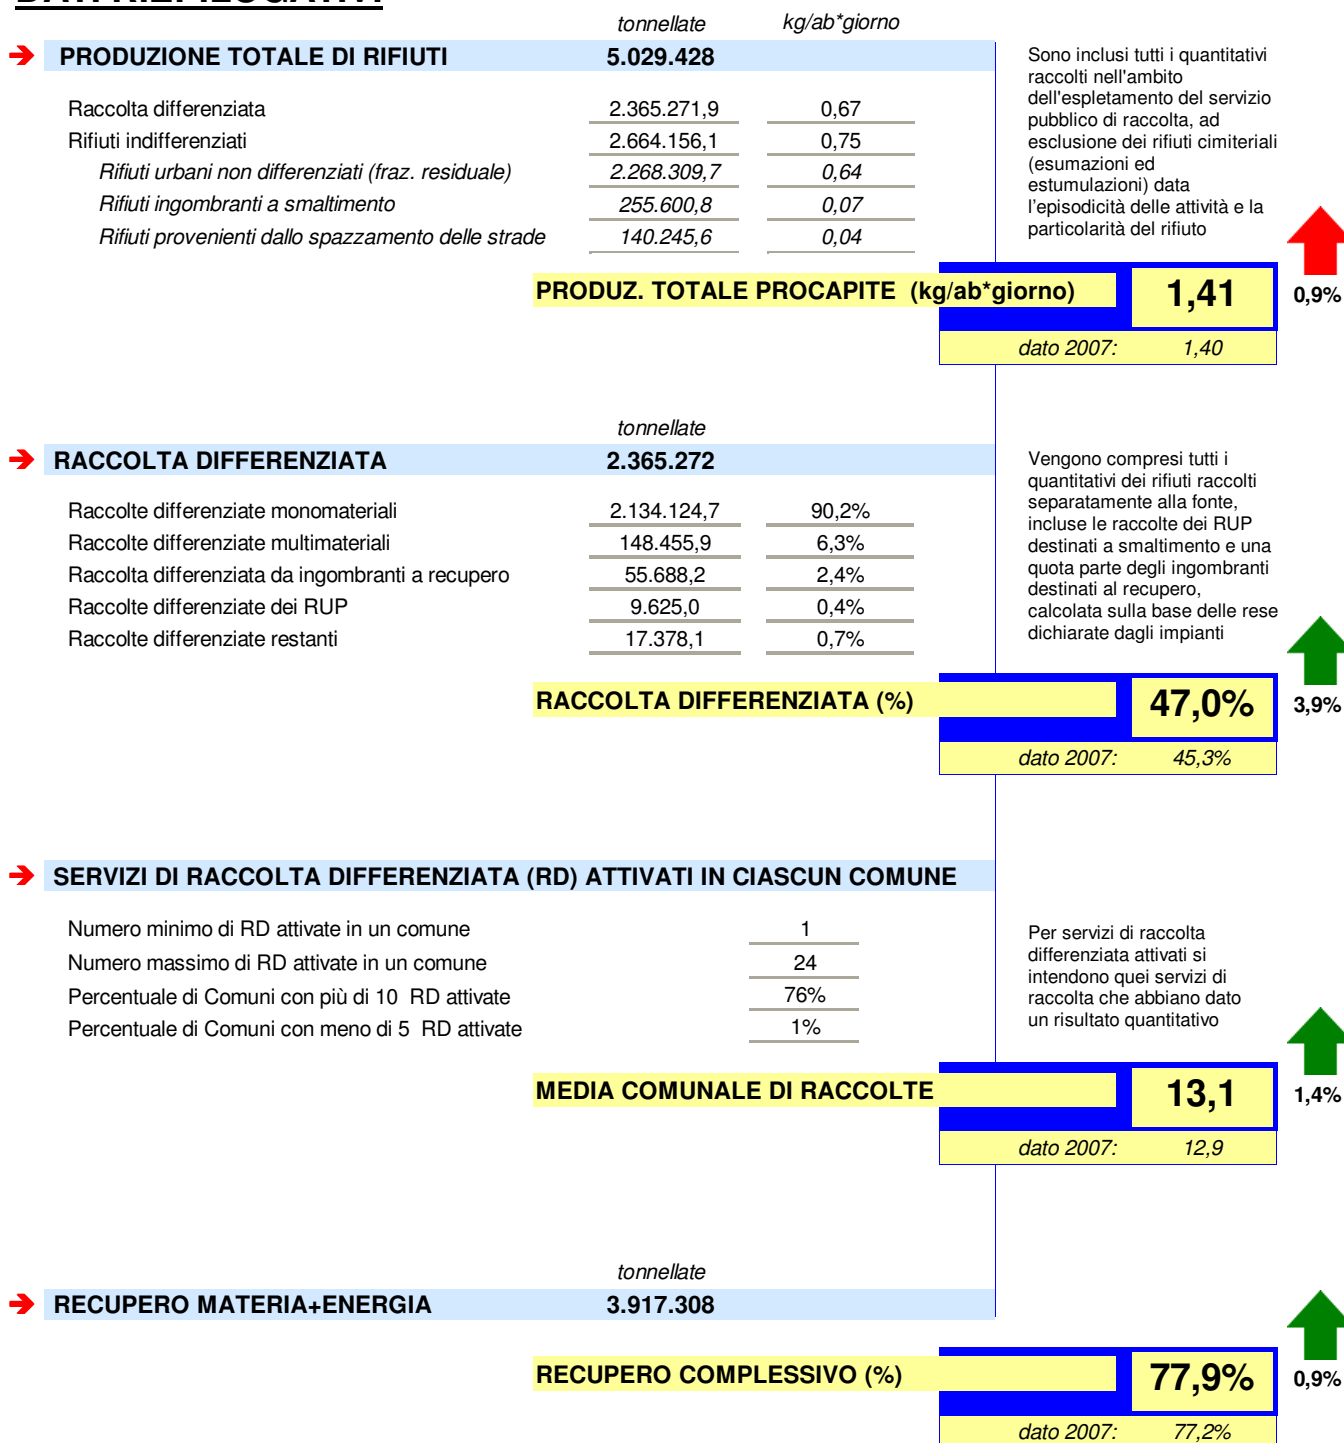 DATI RIEPILOGATIVI
tonnellate kg/ab*giorno
PRODUZIONE TOTALE DI RIFIUTI 5.029.428
Raccolta differenziata 2.365.271,9 0,67
Rifiuti indifferenziati 2.664.156,1 0,75
Rifiuti urbani non differenziati (fraz. residuale) 2.268.309,7 0,64
Rifiuti ingombranti a smaltimento 255.600,8 0,07
Rifiuti provenienti dallo spazzamento delle strade 140.245,6 0,04
Sono inclusi tutti i quantitativi
raccolti nell'ambito
dell'espletamento del servizio
pubblico di raccolta, ad
esclusione dei rifiuti cimiteriali
(esumazioni ed
estumulazioni) data
l'episodicità delle attività e la
particolarità del rifiuto
PRODUZ. TOTALE PROCAPITE (kg/ab*giorno) 1,41 0,9%
dato 2007: 1,40
tonnellate
RACCOLTA DIFFERENZIATA 2.365.272
Raccolte differenziate monomateriali 2.134.124,7 90,2%
Raccolte differenziate multimateriali 148.455,9 6,3%
Raccolta differenziata da ingombranti a recupero 55.688,2 2,4%
Raccolte differenziate dei RUP 9.625,0 0,4%
Raccolte differenziate restanti 17.378,1 0,7%
Vengono compresi tutti i
quantitativi dei rifiuti raccolti
separatamente alla fonte,
incluse le raccolte dei RUP
destinati a smaltimento e una
quota parte degli ingombranti
destinati al recupero,
calcolata sulla base delle rese
dichiarate dagli impianti
RACCOLTA DIFFERENZIATA (%) 47,0% 3,9%
dato 2007: 45,3%
SERVIZI DI RACCOLTA DIFFERENZIATA (RD) ATTIVATI IN CIASCUN COMUNE
Numero minimo di RD attivate in un comune 1
Numero massimo di RD attivate in un comune 24
Percentuale di Comuni con più di 10 RD attivate 76%
Percentuale di Comuni con meno di 5 RD attivate 1%
Per servizi di raccolta
differenziata attivati si
intendono quei servizi di
raccolta che abbiano dato
un risultato quantitativo
MEDIA COMUNALE DI RACCOLTE 13,1 1,4%
dato 2007: 12,9
tonnellate
RECUPERO MATERIA+ENERGIA 3.917.308
RECUPERO COMPLESSIVO (%) 77,9% 0,9%
dato 2007: 77,2%